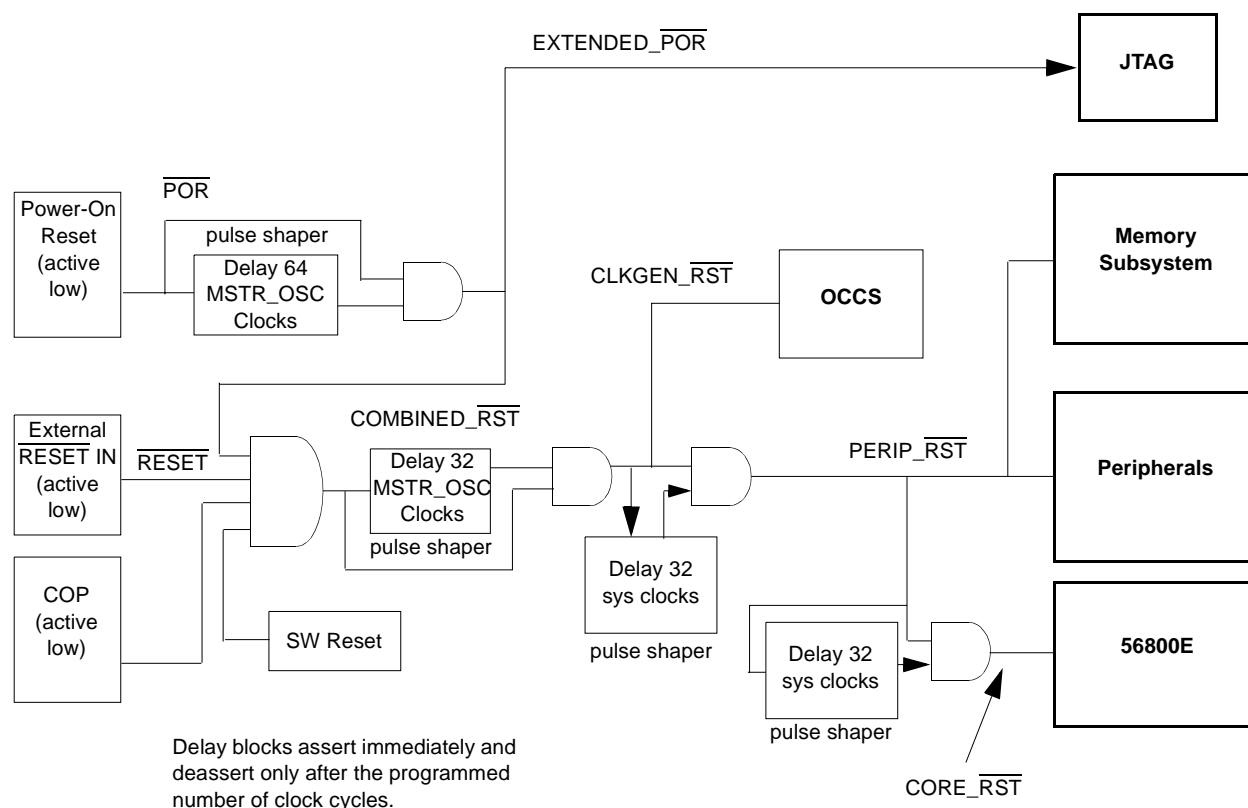 EXTENDED_POR
JTAG
POR
Power-On
Reset
(active
low)
pulse shaper
Delay 64
MSTR_OSC
Clocks
CLKGEN_RST
OCCS
Memory
Subsystem
External
RESET IN
(active
low)
RESET
COMBINED_RST
Delay 32
MSTR_OSC
Clocks
pulse shaper
PERIP_RST
Peripherals
COP
(active
low)
SW Reset
Delay 32
sys clocks
pulse shaper
Delay 32
sys clocks
pulse shaper
56800E
CORE_RST
Delay blocks assert immediately and
deassert only after the programmed
number of clock cycles.